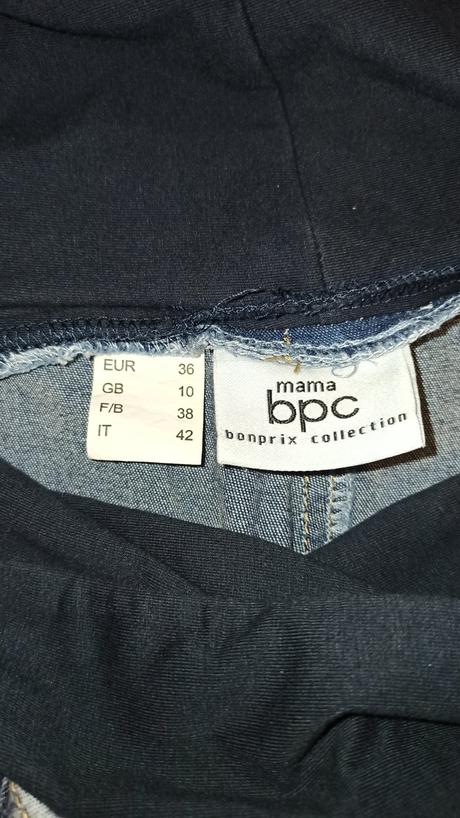 EUR 36
GB 10
F/B 38
IT 42
mama
bpc
bonprix collection